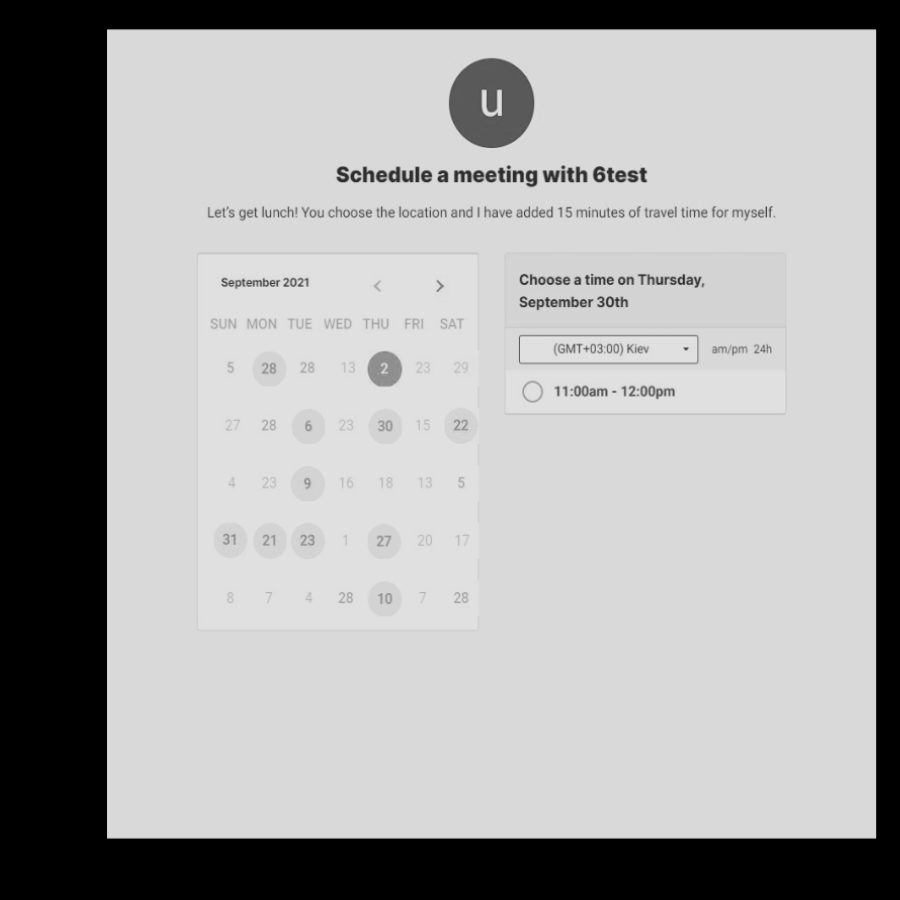 u
Schedule a meeting with 6test
Let's get lunch! You choose the location and I have added 15 minutes of travel time for myself.
September 2021
SUN MON TUE WED THU FRI SAT
5 28 28 13 2 23 29
27 28 6 23 30 15 22
4 23 9 16 18 13 5
31 21 23 1 27 20 17
8 7 4 28 10 7 28
Choose a time on Thursday,
September 30th
(GMT+03:00) Kiev am/pm 24h
11:00am - 12:00pm